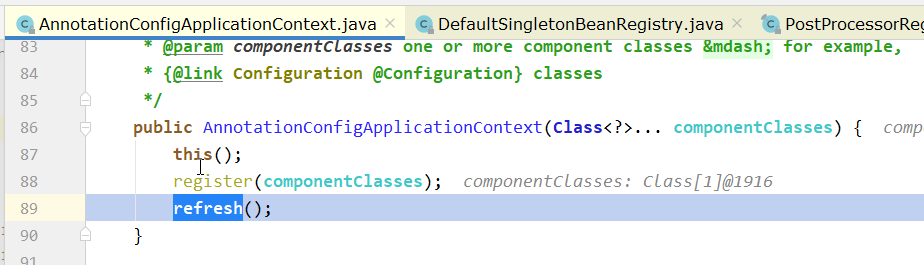 AnnotationConfigApplicationContext.java × DefaultSingletonBeanRegistry.java × PostProcessorReg
83 * @param componentClasses one or more component classes &mdash; for example,
84 * {@link Configuration @Configuration} classes
85 */
86 public AnnotationConfigApplicationContext(Class<?>... componentClasses) { comp
87 this();
88 register(componentClasses); componentClasses: Class[1]@1916
89 refresh();
90 }
91